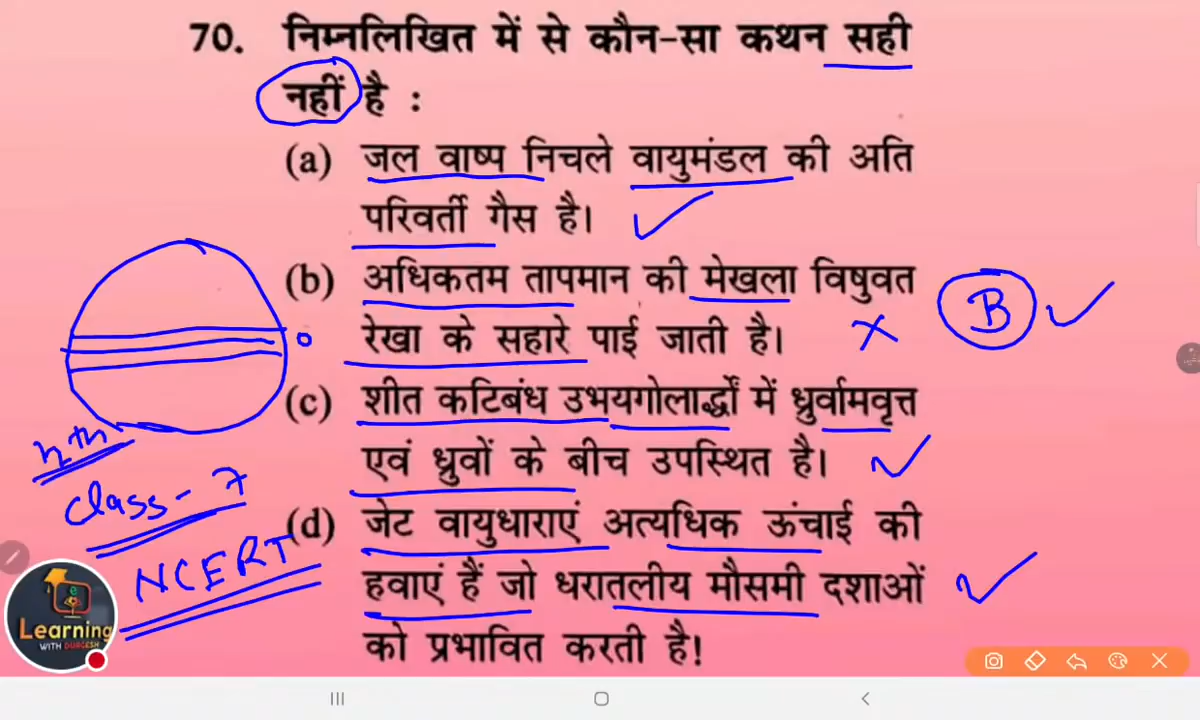 70. निम्नलिखित में से कौन-सा कथन सही
नहीं है :
(a) जल वाष्प निचले वायुमंडल की अति
परिवर्ती गैस है।
(b) अधिकतम तापमान की मेखला विषुवत
रेखा के सहारे पाई जाती है।
B
(c) शीत कटिबंध उभयगोलार्द्धों में ध्रुर्वामवृत्त
एवं ध्रुवों के बीच उपस्थित है।
(d) जेट वायुधाराएं अत्यधिक ऊंचाई की
हवाएं हैं जो धरातलीय मौसमी दशाओं
को प्रभावित करती है!
0
class - 7
NCERT
e
Learning
WITH DURGESH